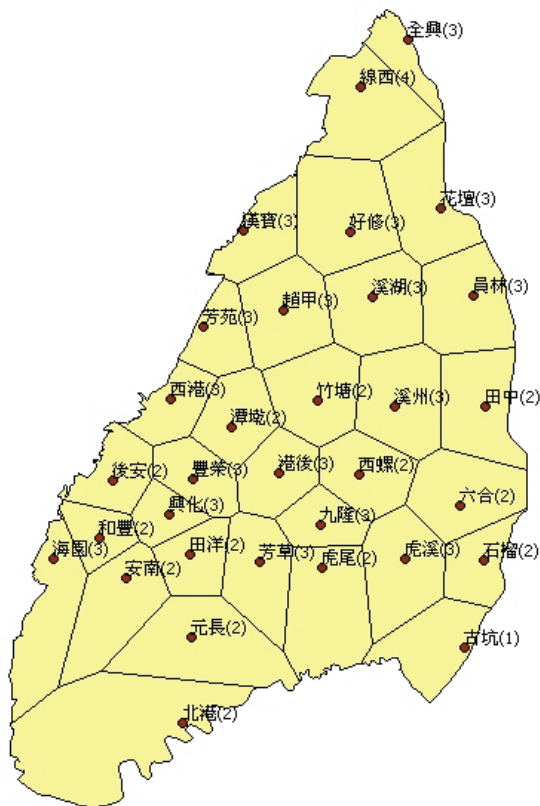 全興(3)
線西(4)
花壇(3)
漢寶(3)
好修(3)
溪湖(3)
員林(3)
趙甲(3)
芳苑(3)
西港(3)
竹塘(2)
溪州(3)
田中(2)
潭墘(2)
後安(2)
豐榮(3)
港後(3)
西螺(2)
六合(2)
興化(3)
九隆(3)
和豐(2)
海園(3)
田洋(2)
芳草(3)
虎尾(2)
虎溪(3)
石榴(2)
安南(2)
元長(2)
古坑(1)
北港(2)